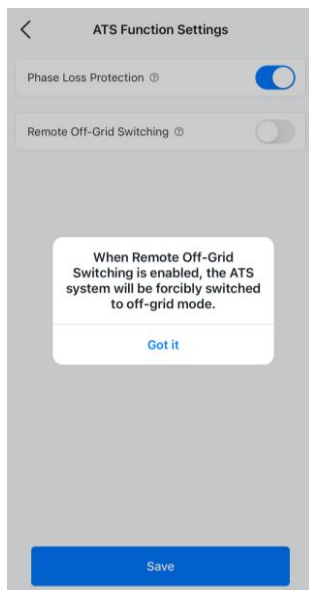 ATS Function Settings
Phase Loss Protection
Remote Off-Grid Switching
When Remote Off-Grid
Switching is enabled, the ATS
system will be forcibly switched
to off-grid mode.
Got it
Save